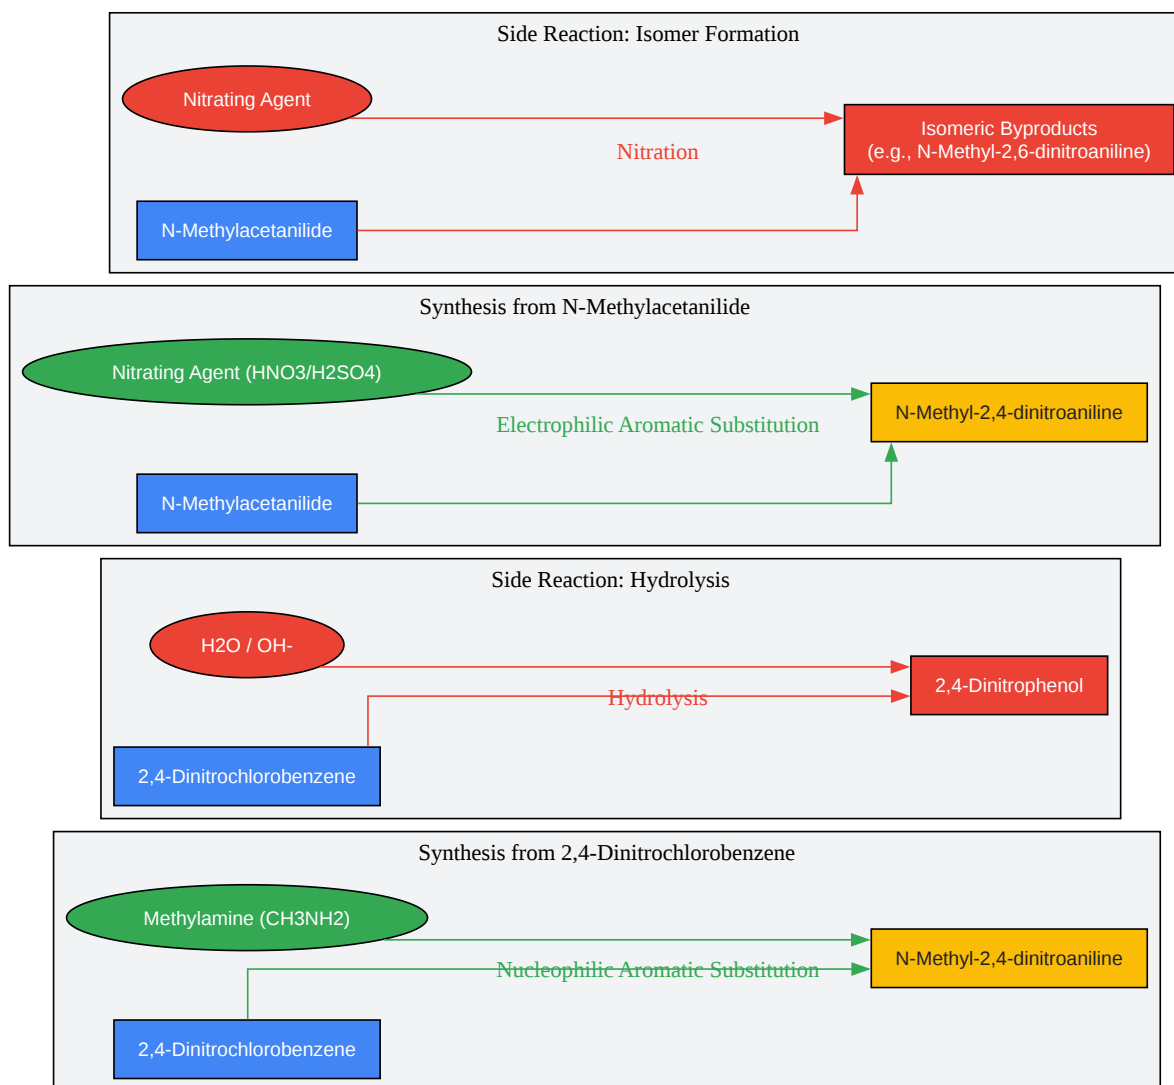 Side Reaction: Isomer Formation
Nitrating Agent
Isomeric Byproducts
(e.g., N-Methyl-2,6-dinitroaniline)
Nitration
N-Methylacetanilide
Synthesis from N-Methylacetanilide
Nitrating Agent (HNO3/H2SO4)
N-Methyl-2,4-dinitroaniline
Electrophilic Aromatic Substitution
N-Methylacetanilide
Side Reaction: Hydrolysis
H2O / OH-
2,4-Dinitrophenol
Hydrolysis
2,4-Dinitrochlorobenzene
Synthesis from 2,4-Dinitrochlorobenzene
Methylamine (CH3NH2)
N-Methyl-2,4-dinitroaniline
Nucleophilic Aromatic Substitution
2,4-Dinitrochlorobenzene